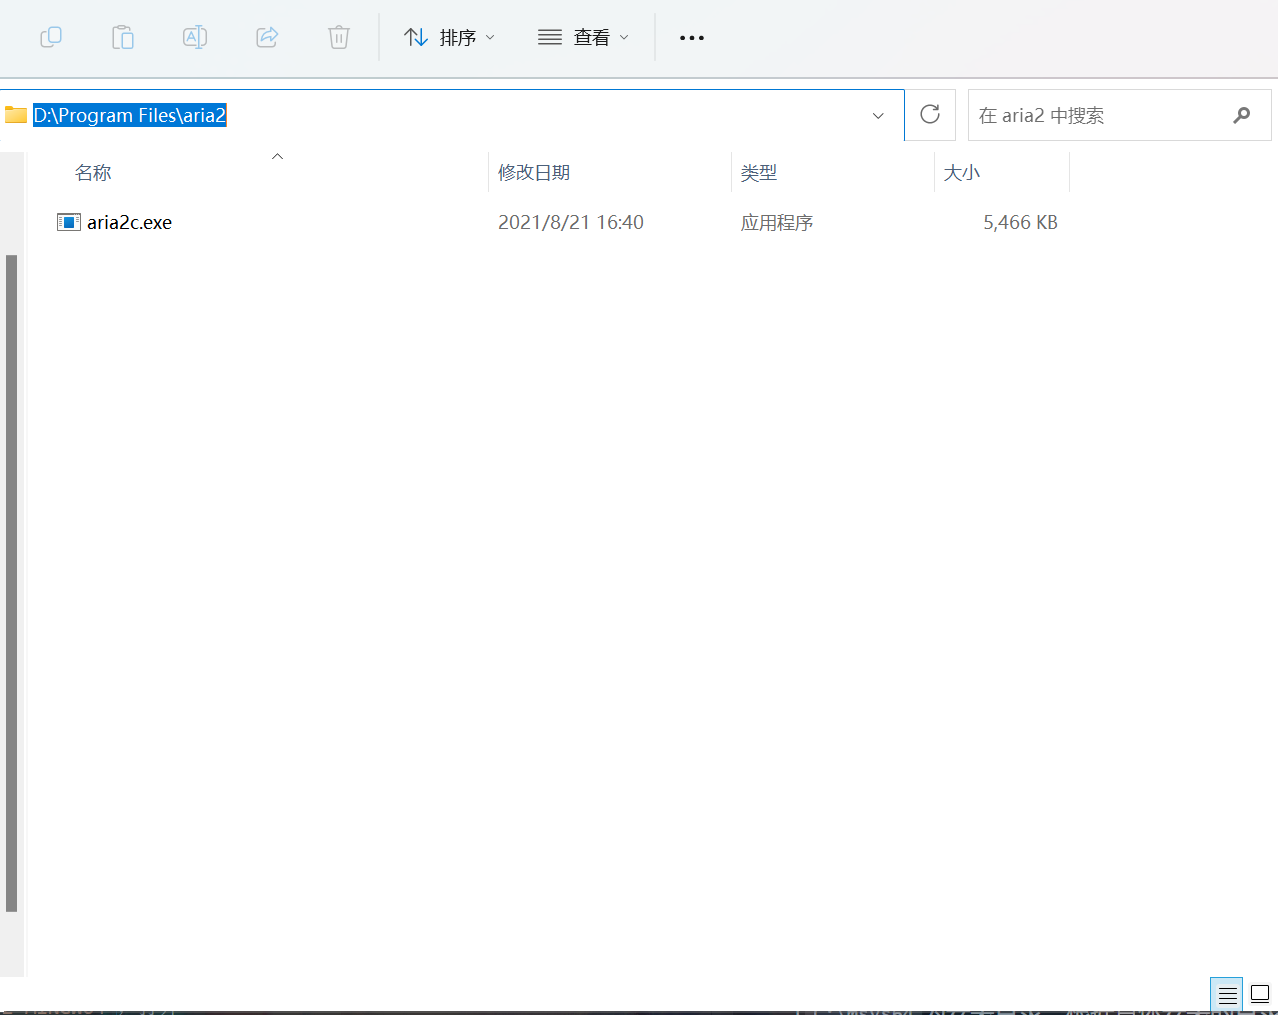 排序 查看
D:\Program Files\aria2 在 aria2 中搜索
名称 修改日期 类型 大小
aria2c.exe 2021/8/21 16:40 应用程序 5,466 KB